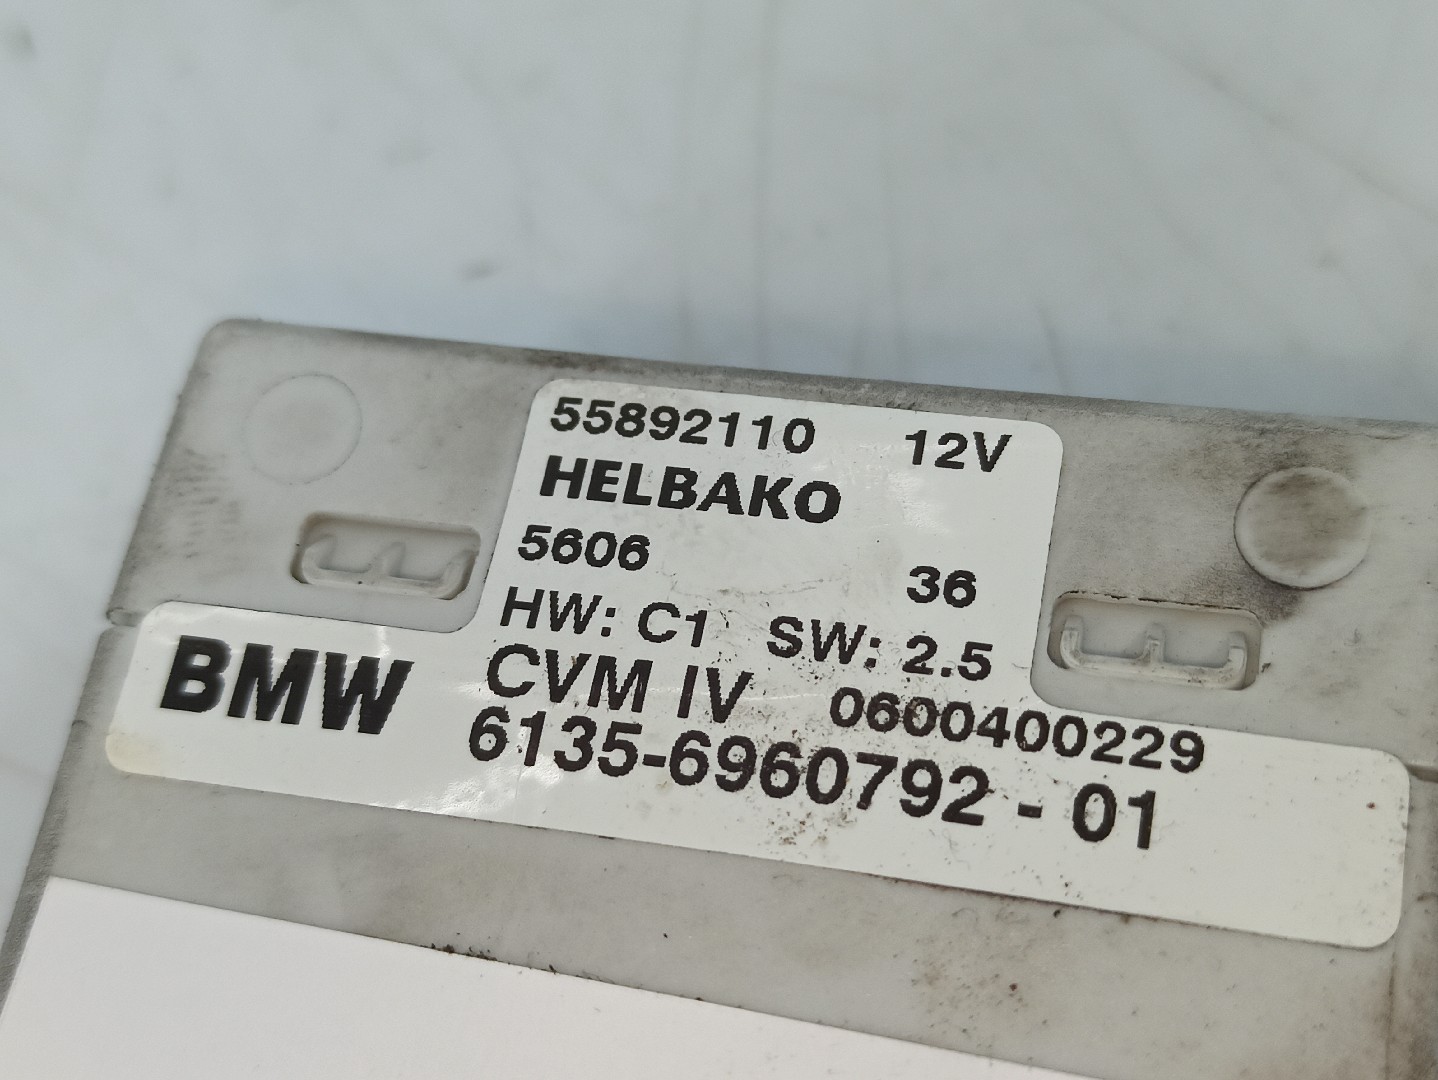 55892110 12V
HELBAKO
5606 36
HW: C1 SW: 2.5
BMW CVM IV 0600400229
6135-6960792 - 01